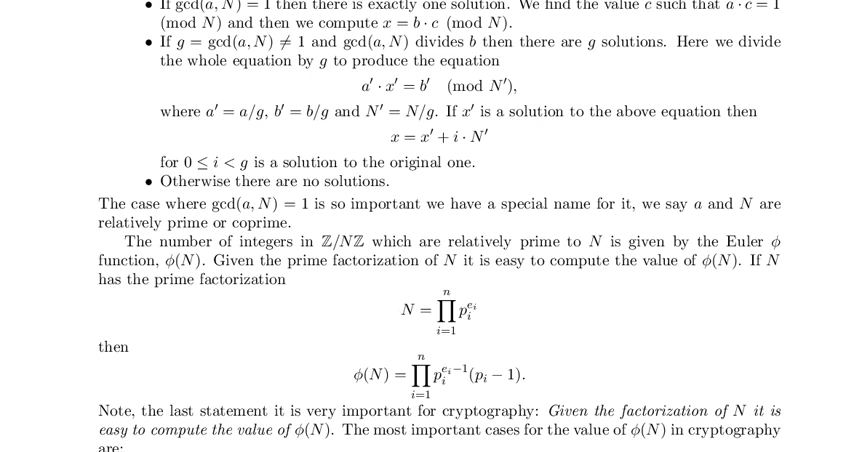 • If gcd(a, N) = 1 then there is exactly one solution. We find the value c such that a · c = 1
(mod N) and then we compute x = b · c (mod N).
• If g = gcd(a, N) ≠ 1 and gcd(a, N) divides b then there are g solutions. Here we divide
the whole equation by g to produce the equation
a′ · x′ = b′ (mod N′),
where a′ = a/g, b′ = b/g and N′ = N/g. If x′ is a solution to the above equation then
x = x′ + i · N′
for 0 ≤ i < g is a solution to the original one.
• Otherwise there are no solutions.
The case where gcd(a, N) = 1 is so important we have a special name for it, we say a and N are
relatively prime or coprime.
The number of integers in ℤ/Nℤ which are relatively prime to N is given by the Euler ϕ
function, ϕ(N). Given the prime factorization of N it is easy to compute the value of ϕ(N). If N
has the prime factorization
N = ∏_{i=1}^{n} p_i^{e_i}
then
ϕ(N) = ∏_{i=1}^{n} p_i^{e_i−1}(p_i − 1).
Note, the last statement it is very important for cryptography: Given the factorization of N it is
easy to compute the value of ϕ(N). The most important cases for the value of ϕ(N) in cryptography
are: